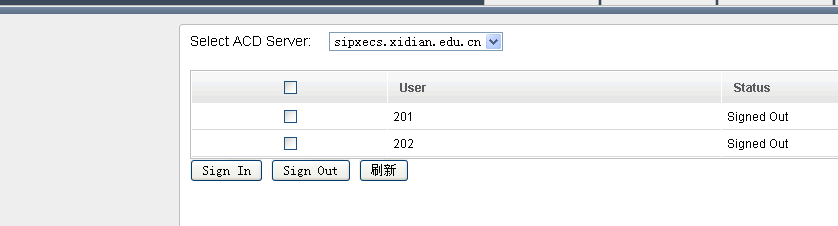 Select ACD Server: sipxecs.xidian.edu.cn
User Status
201 Signed Out
202 Signed Out
Sign In Sign Out 刷新